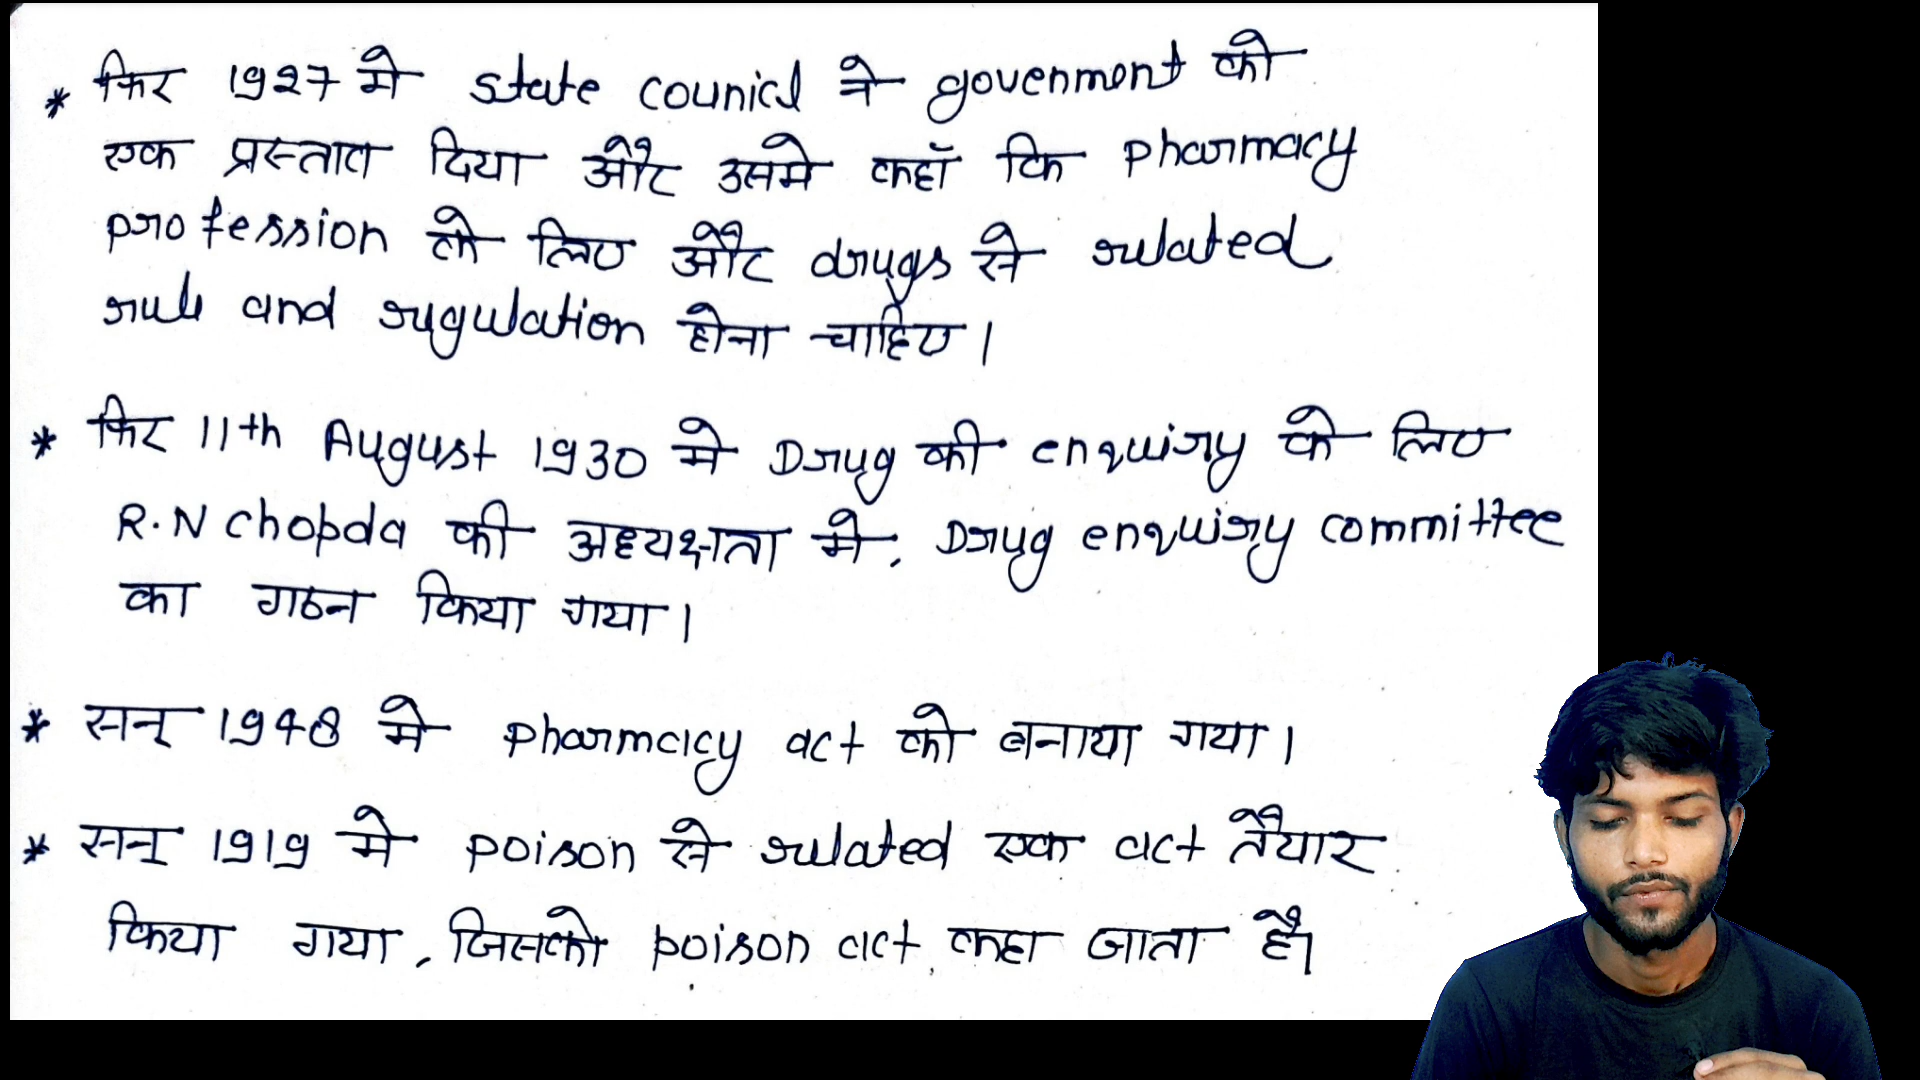 * फिर 1927 मे state counicl ने govenment को
एक प्रस्ताव दिया और उसमे कहाँ कि pharmacy
profession के लिए और drugs से related
rule and regulation होना चाहिए।
* फिर 11th August 1930 मे Drug की enquiry के लिए
R.N chopda की अध्यक्षता मे, Drug enquiry committee
का गठन किया गया।
* सन् 1948 मे pharmacy act को बनाया गया।
* सन् 1919 मे poison से related एक act तैयार
किया गया, जिसको poison act, कहा जाता है।